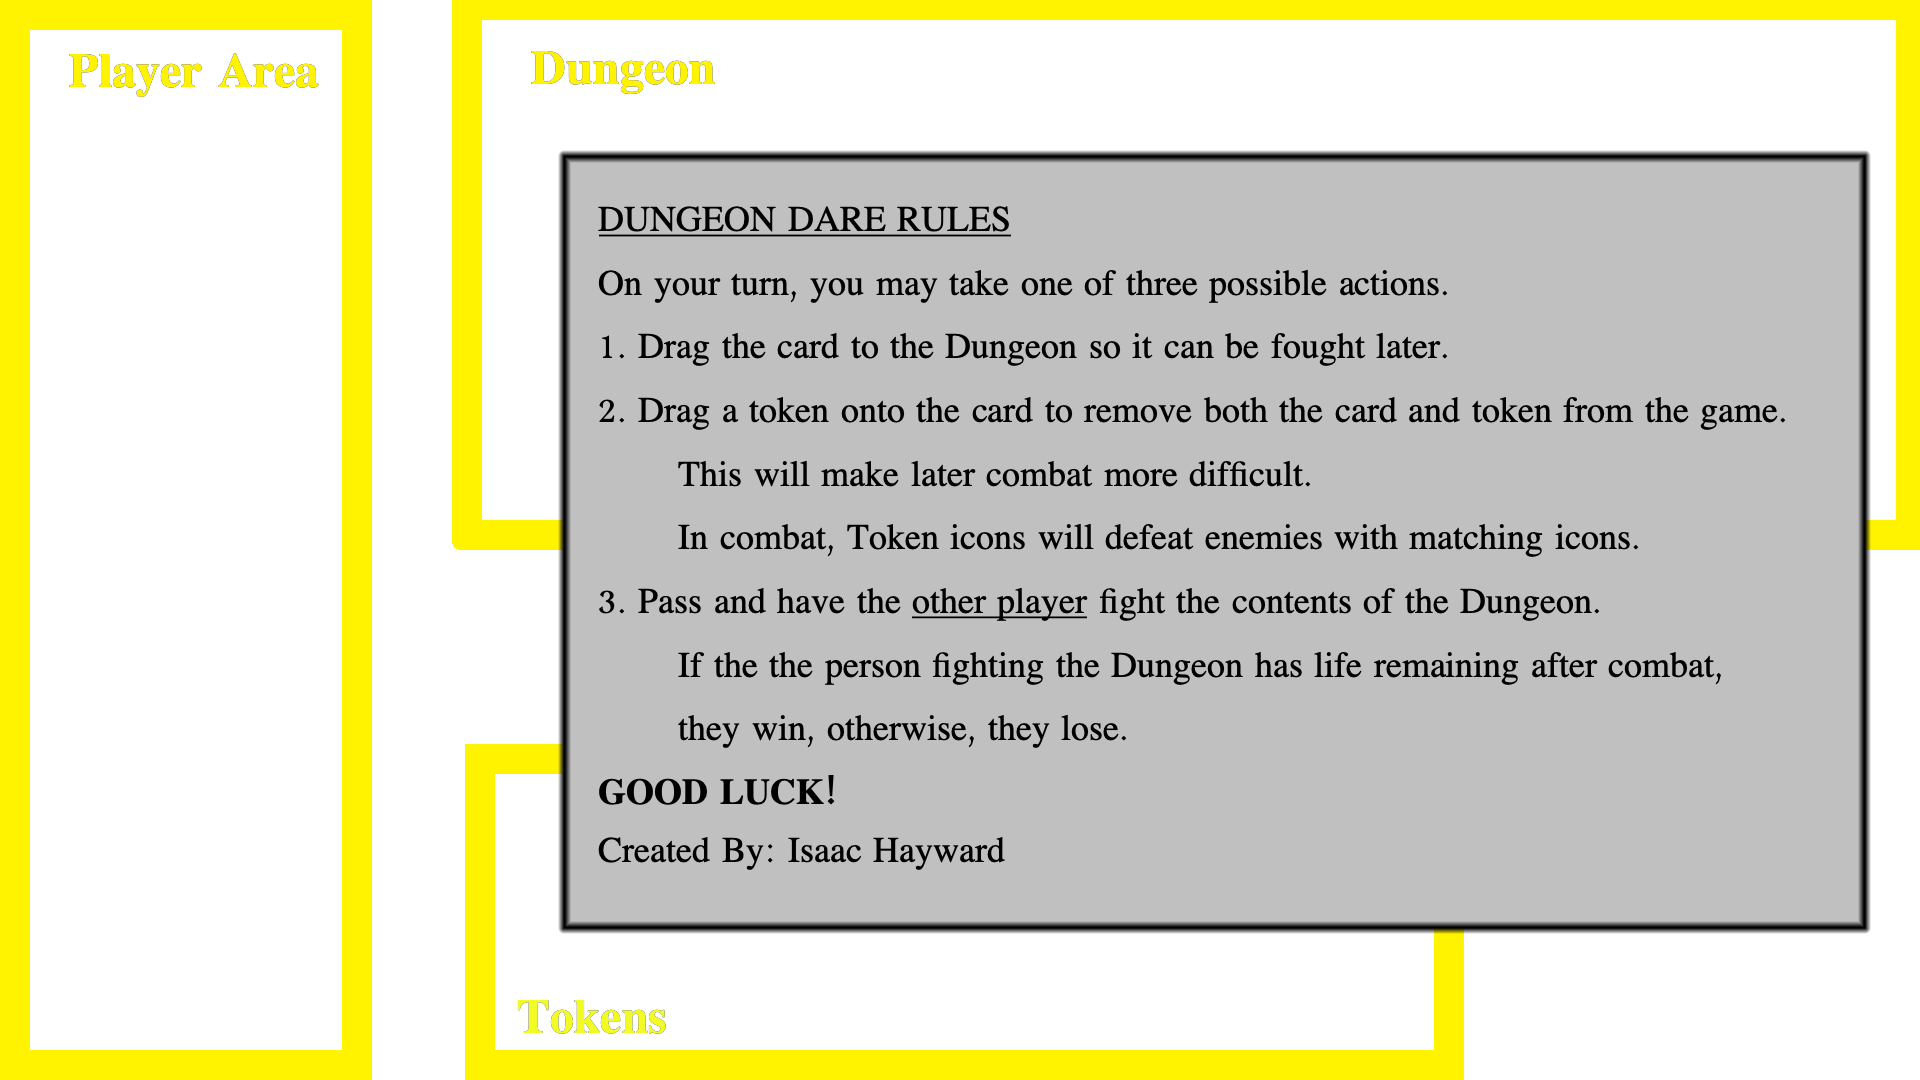 Player Area
Dungeon
DUNGEON DARE RULES
On your turn, you may take one of three possible actions.
1. Drag the card to the Dungeon so it can be fought later.
2. Drag a token onto the card to remove both the card and token from the game.
This will make later combat more difficult.
In combat, Token icons will defeat enemies with matching icons.
3. Pass and have the other player fight the contents of the Dungeon.
If the the person fighting the Dungeon has life remaining after combat,
they win, otherwise, they lose.
GOOD LUCK!
Created By: Isaac Hayward
Tokens